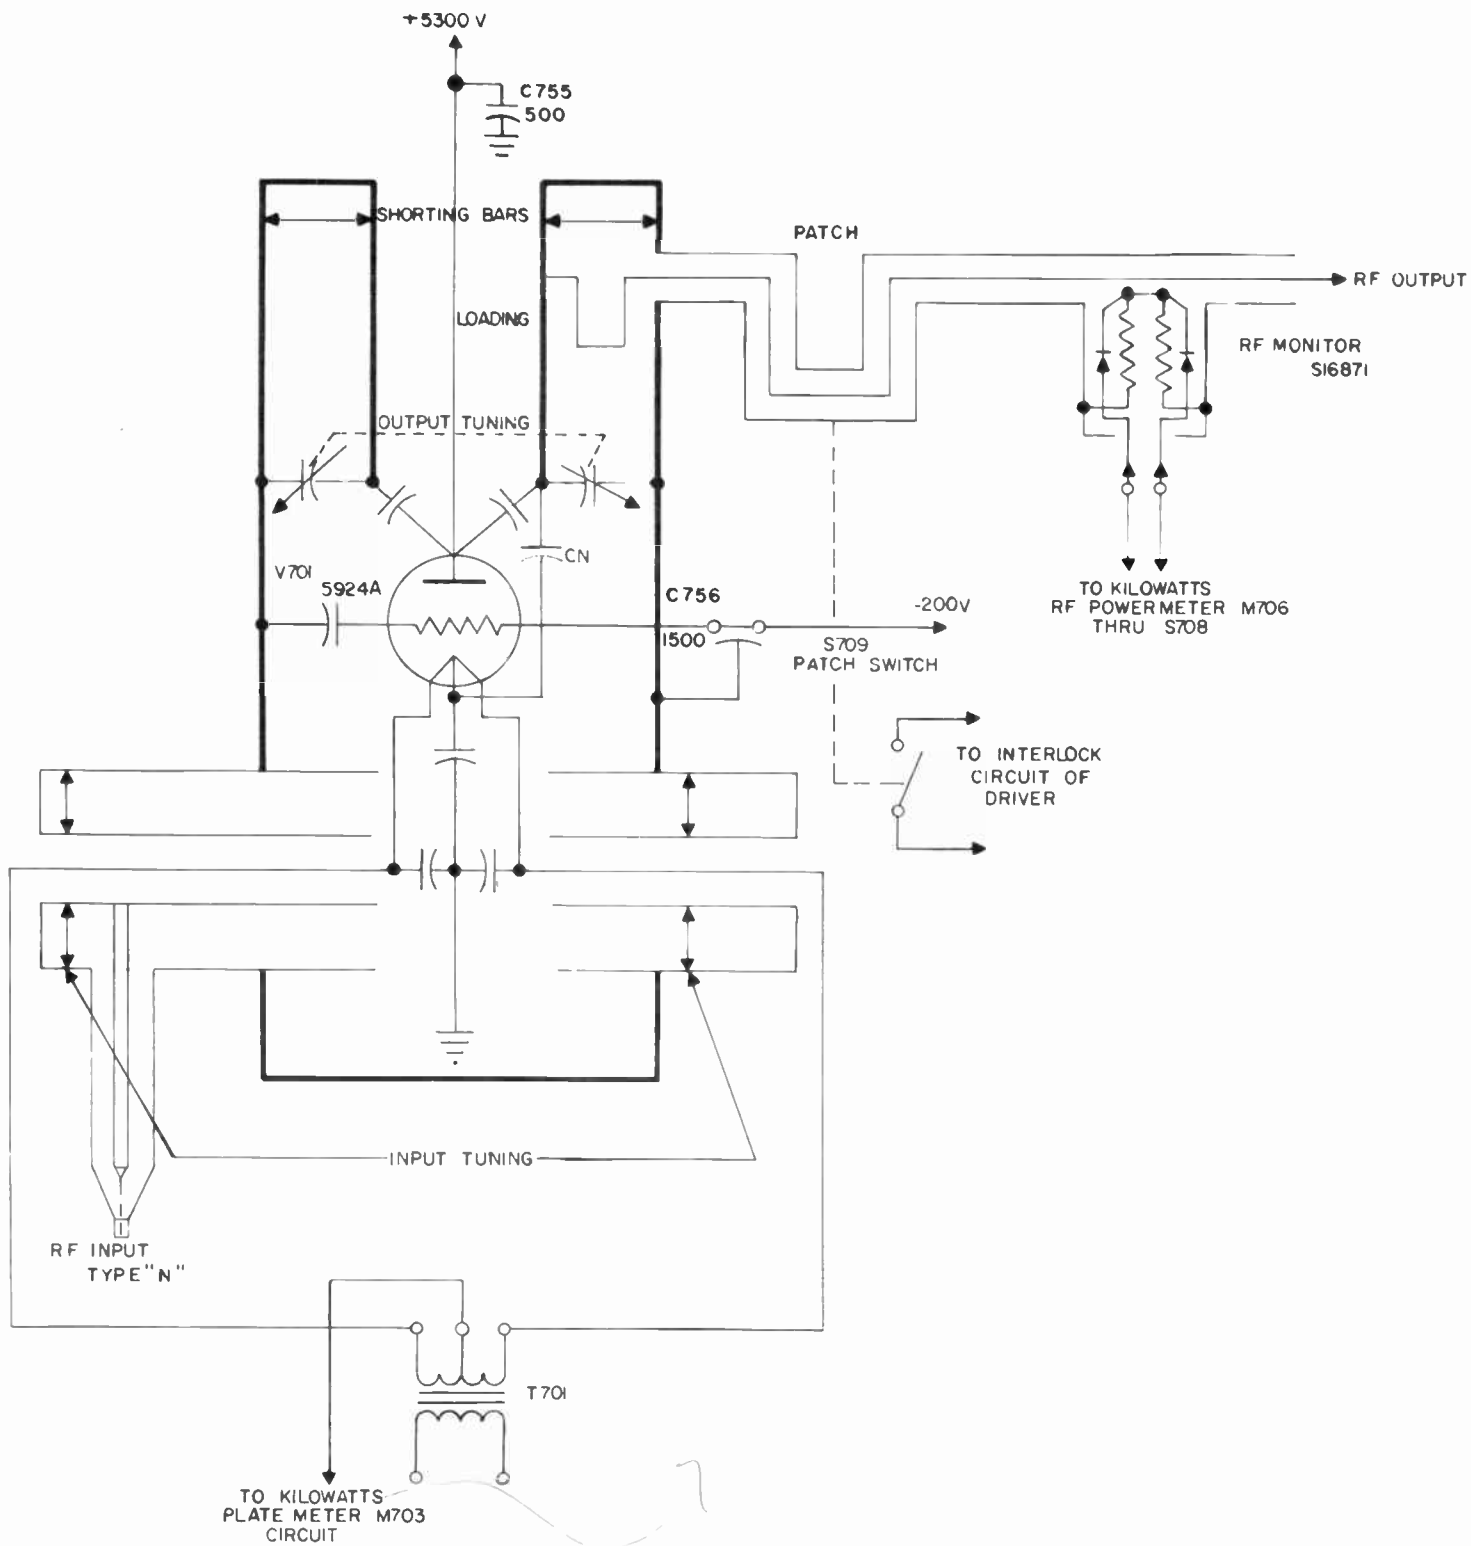 +5300 V
C755
500
SHORTING BARS
PATCH
RF OUTPUT
LOADING
RF MONITOR
S16871
OUTPUT TUNING
CN
V701
5924A
C756
1500
-200V
S709
PATCH SWITCH
TO KILOWATTS
RF POWERMETER M706
THRU S708
TO INTERLOCK
CIRCUIT OF
DRIVER
INPUT TUNING
RF INPUT
TYPE "N"
T701
TO KILOWATTS
PLATE METER M703
CIRCUIT